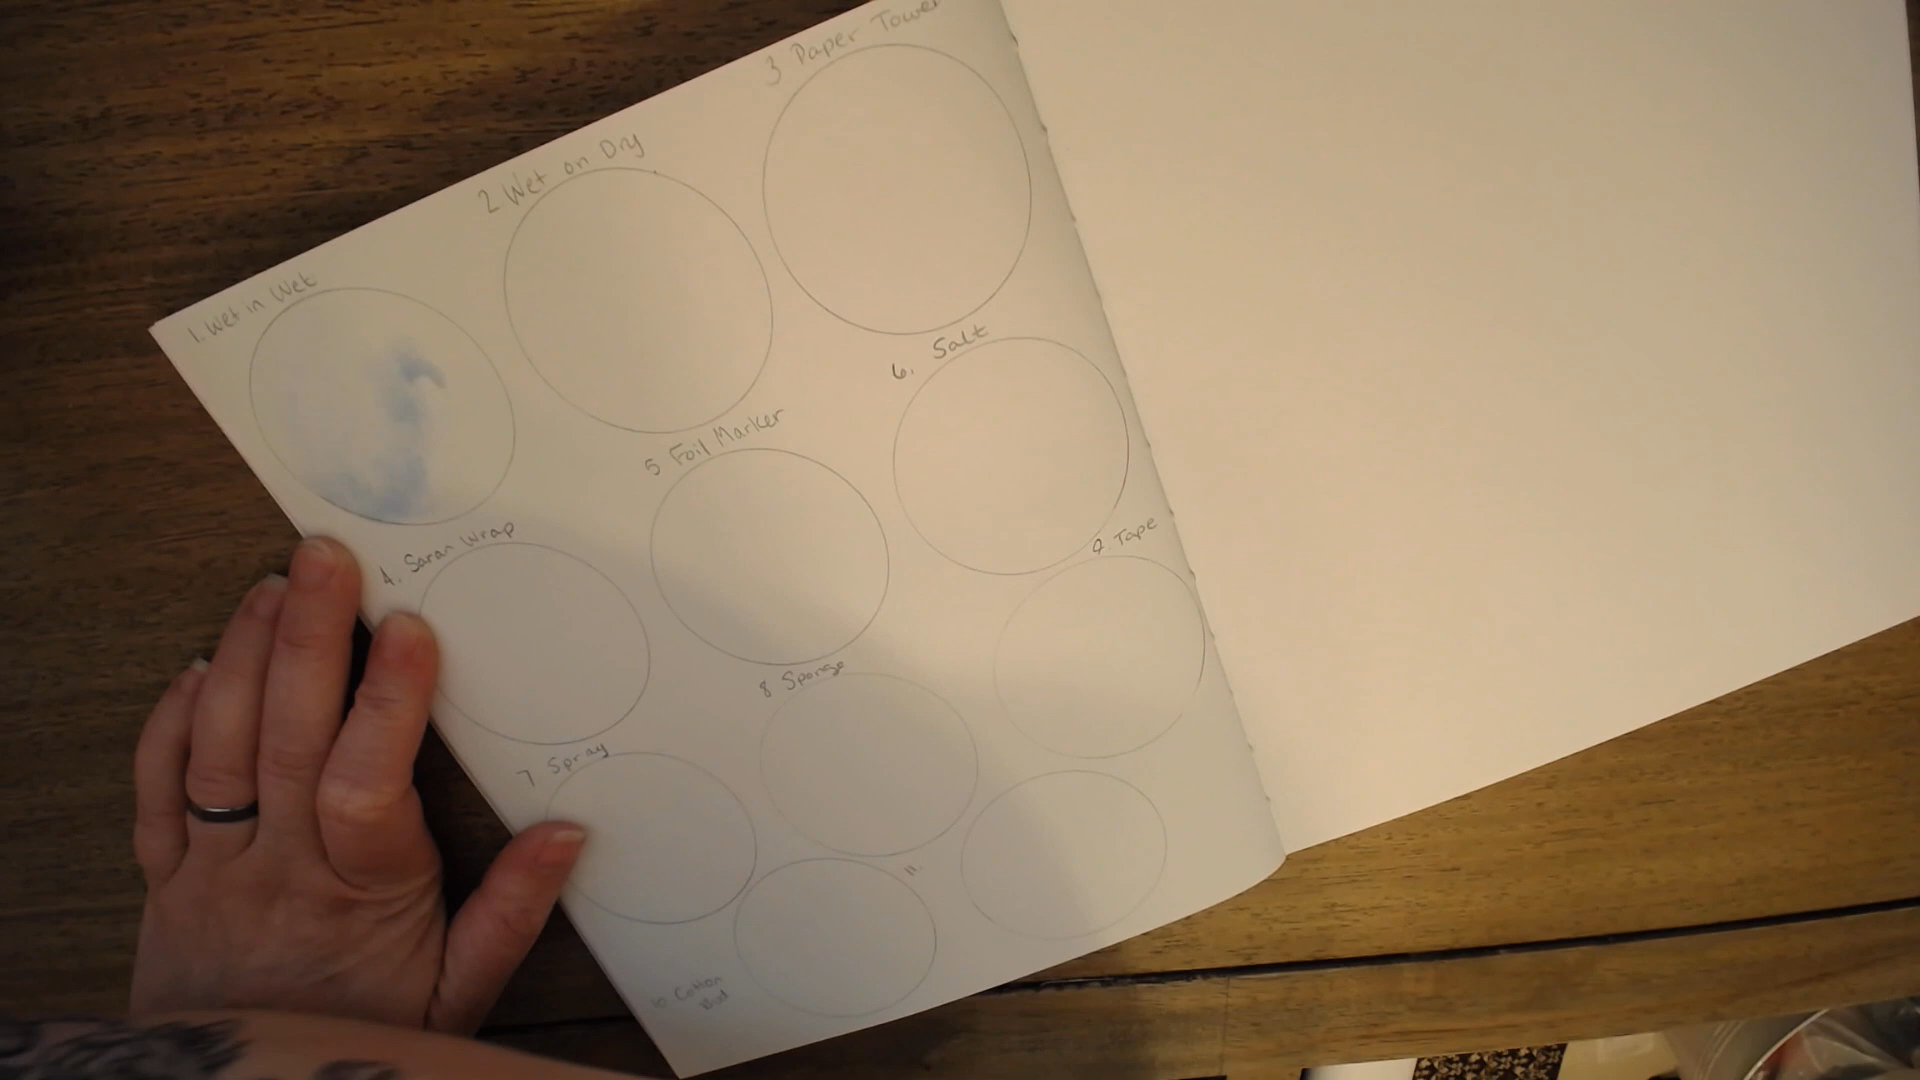 1. Wet in Wet
2 Wet on Dry
3 Paper Towel
4. Saran Wrap
5 Foil Marker
6. Salt
7 Spray
8 Sponge
9. Tape
10 Cotton
11.